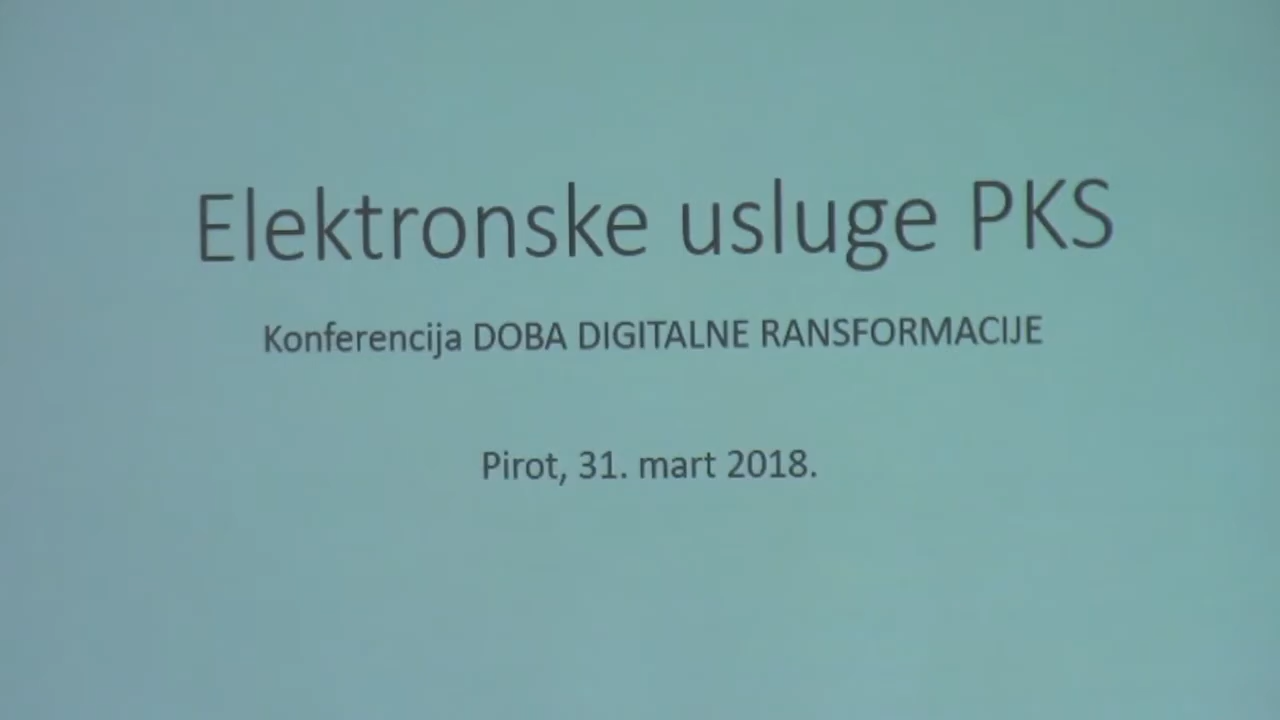 Elektronske usluge PKS
Konferencija DOBA DIGITALNE RANSFORMACIJE
Pirot, 31. mart 2018.